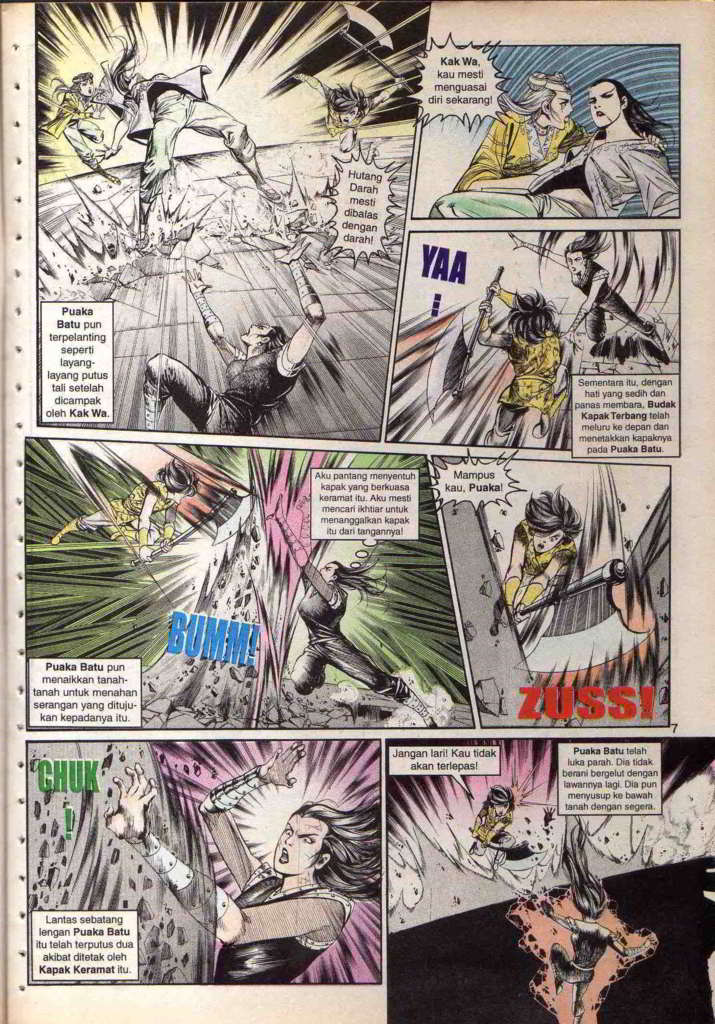 Hutang
Darah
mesti
dibalas
dengan
darah!
Puaka
Batu pun
terpelanting
seperti
layang-
layang putus
tali setelah
dicampak
oleh Kak Wa.
Kak Wa,
kau mesti
menguasai
diri sekarang!
YAA
!
Sementara itu, dengan
hati yang sedih dan
panas membara, Budak
Kapak Terbang telah
meluru ke depan dan
menetakkan kapaknya
pada Puaka Batu.
Aku pantang menyentuh
kapak yang berkuasa
keramat itu. Aku mesti
mencari ikhtiar untuk
menanggalkan kapak
itu dari tangannya!
BUMM!
Puaka Batu pun
menaikkan tanah-
tanah untuk menahan
serangan yang dituju-
kan kepadanya itu.
Mampus
kau, Puaka!
ZUSS!
7
CHUK
!
Lantas sebatang
lengan Puaka Batu
itu telah terputus dua
akibat ditetak oleh
Kapak Keramat itu.
Jangan lari! Kau tidak
akan terlepas!
Puaka Batu telah
luka parah. Dia tidak
berani bergelut dengan
lawannya lagi. Dia pun
menyusup ke bawah
tanah dengan segera.